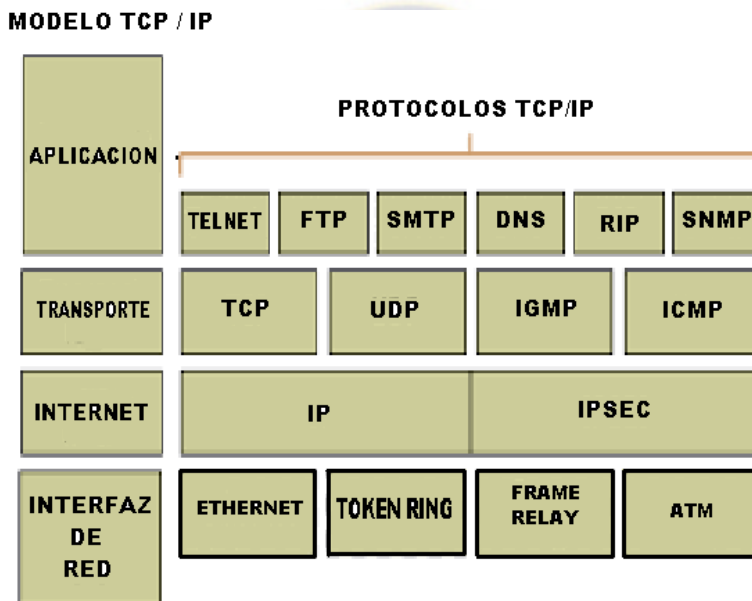 MODELO TCP / IP
PROTOCOLOS TCP/IP
APLICACION
TELNET FTP SMTP DNS RIP SNMP
TRANSPORTE TCP UDP IGMP ICMP
INTERNET IP IPSEC
INTERFAZ
DE
RED
ETHERNET TOKEN RING FRAME
RELAY ATM